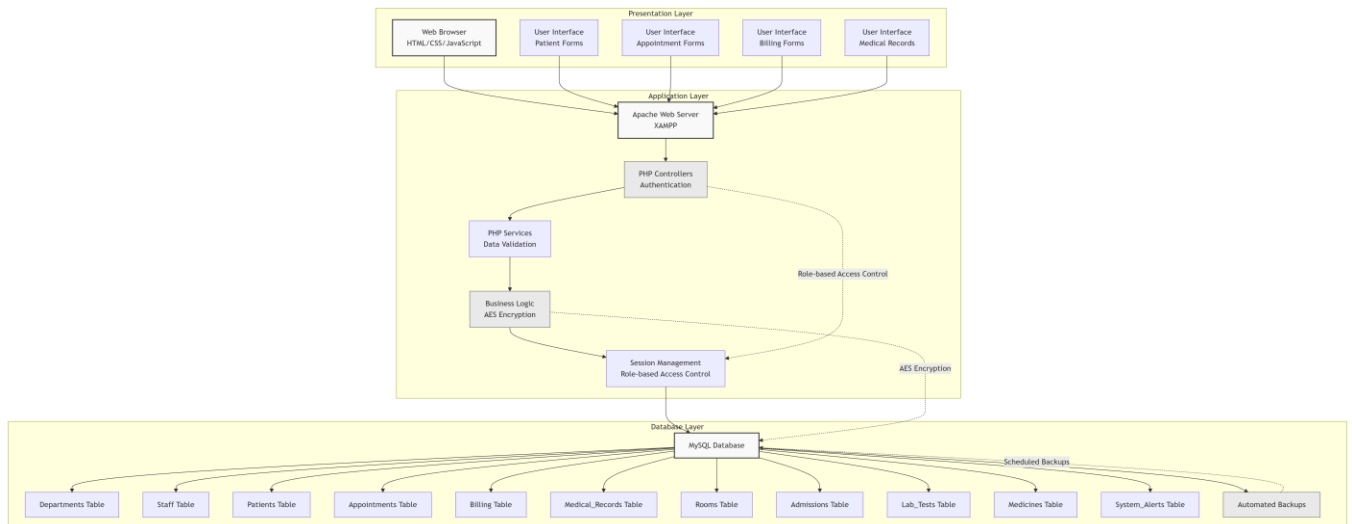 Presentation Layer
Web Browser
HTML/CSS/JavaScript
User Interface
Patient Forms
User Interface
Appointment Forms
User Interface
Billing Forms
User Interface
Medical Records
Application Layer
Apache Web Server
XAMPP
PHP Controllers
Authentication
PHP Services
Data Validation
Role-based Access Control
Business Logic
AES Encryption
Session Management
Role-based Access Control
AES Encryption
Database Layer
MySQL Database
Scheduled Backups
Departments Table
Staff Table
Patients Table
Appointments Table
Billing Table
Medical_Records Table
Rooms Table
Admissions Table
Lab_Tests Table
Medicines Table
System_Alerts Table
Automated Backups